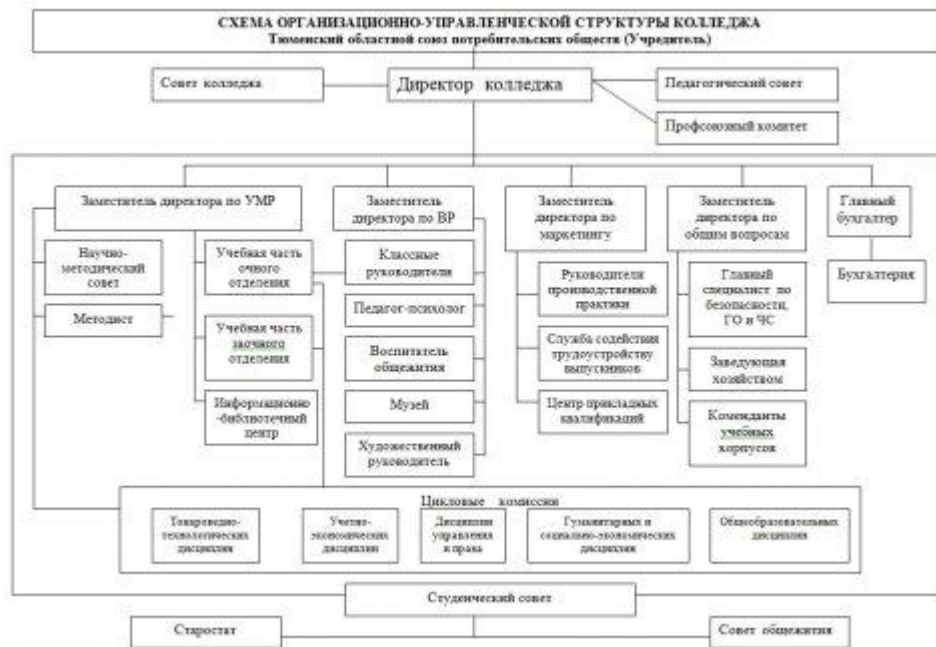 СХЕМА ОРГАНИЗАЦИОННО-УПРАВЛЕНЧЕСКОЙ СТРУКТУРЫ КОЛЛЕДЖА
Тюменский областной союз потребительских обществ (Учредитель)
Совет колледжа
Директор колледжа
Педагогический совет
Профсоюзный комитет
Заместитель директора по УМР
Заместитель
директора по ВР
Заместитель
директора по
маркетингу
Заместитель
директора по
общим вопросам
Главный
бухгалтер
Научно-
методический
совет
Методист
Учебная часть
очного
отделения
Учебная часть
заочного
отделения
Информационно
-библиотечный
центр
Классные
руководители
Педагог-психолог
Воспитатель
общежития
Музей
Художественный
руководитель
Руководители
производственной
практики
Служба содействия
трудоустройству
выпускников
Центр прикладных
квалификаций
Главный
специалист по
безопасности,
ГО и ЧС
Заведующая
хозяйством
Коменданты
учебных
корпусов
Бухгалтерия
Цикловые комиссии
Товароведно-
технологических
дисциплин
Учетно-
экономических
дисциплин
Дисциплин
управления
и права
Гуманитарных и
социально-экономических
дисциплин
Общеобразовательных
дисциплин
Студенческий совет
Старостат
Совет общежития